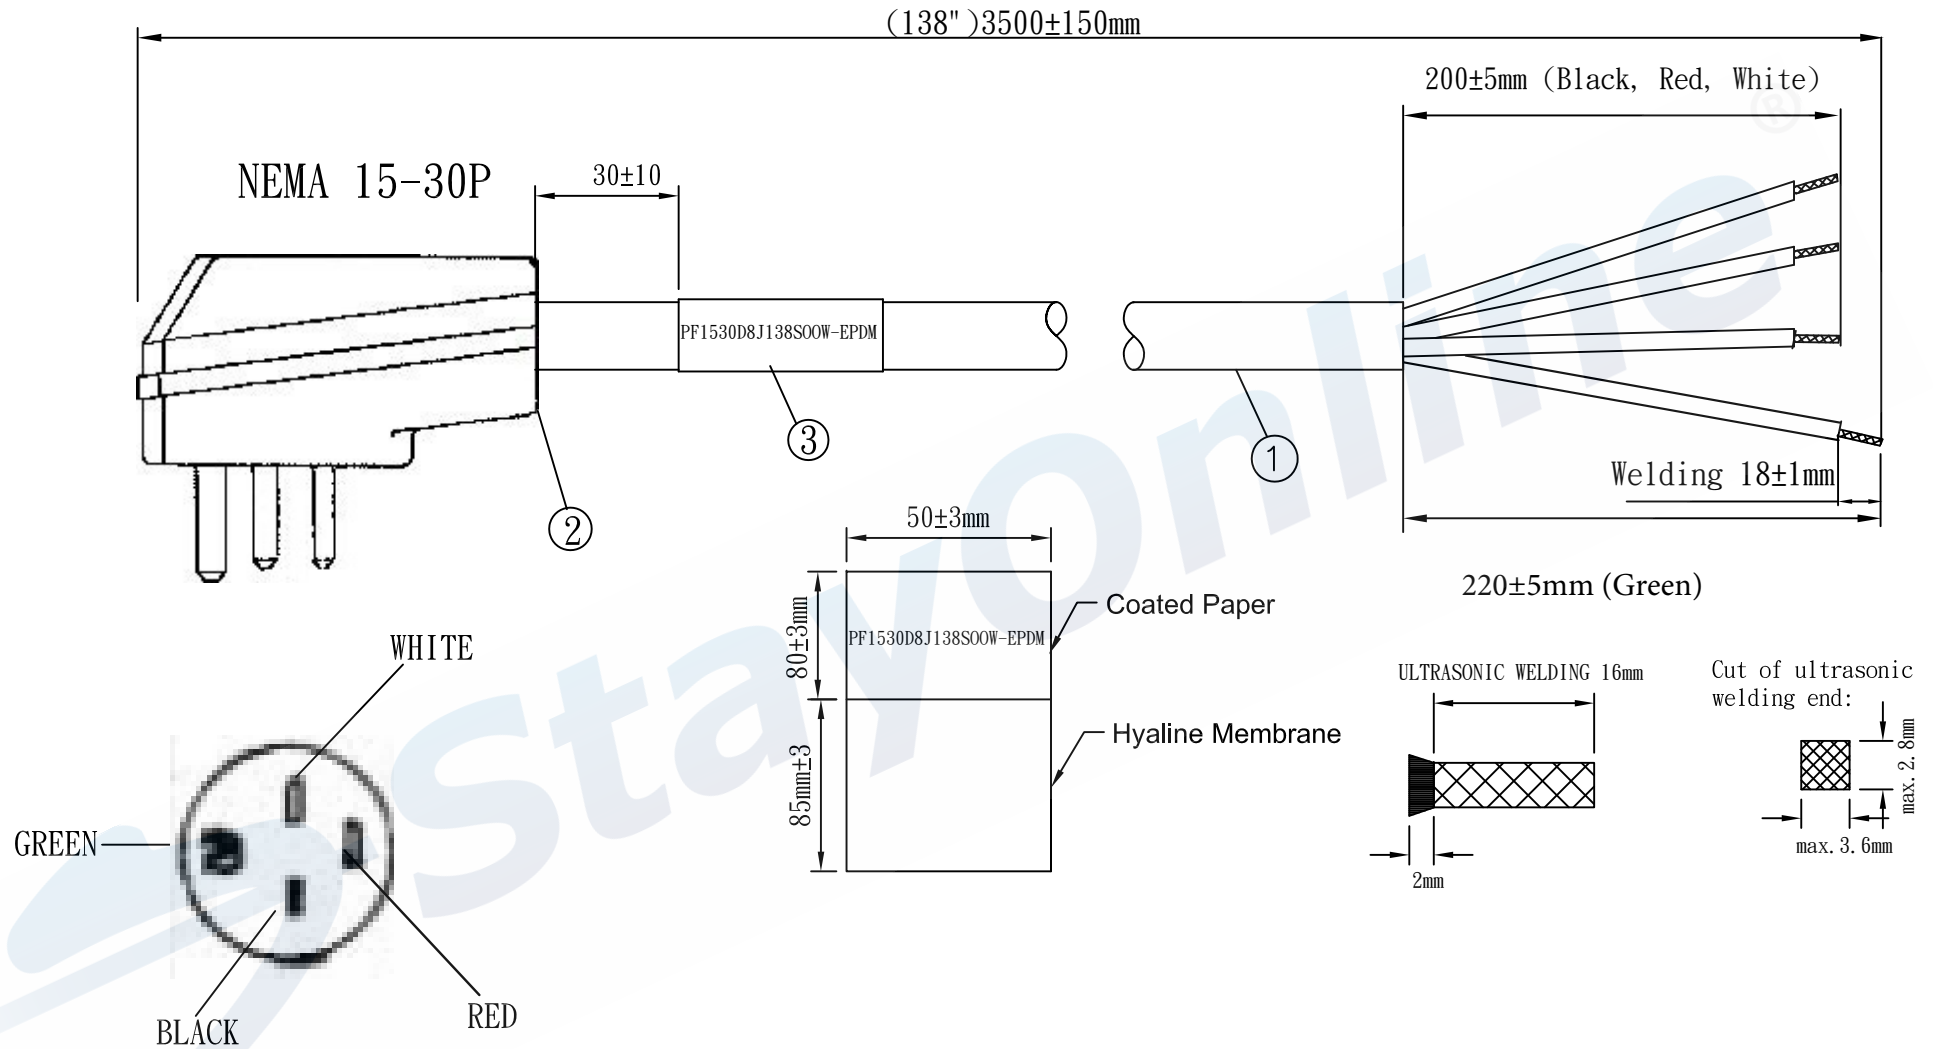 (138")3500±150mm
200±5mm (Black, Red, White)
®
NEMA 15-30P
30±10
PF1530D8J138SOOW-EPDM
3
1
2
Welding 18±1mm
220±5mm (Green)
50±3mm
80±3mm
PF1530D8J138SOOW-EPDM
Coated Paper
85mm±3
Hyaline Membrane
StayOnline
ULTRASONIC WELDING 16mm
2mm
Cut of ultrasonic
welding end:
max.2.8mm
max.3.6mm
WHITE
GREEN
BLACK
RED